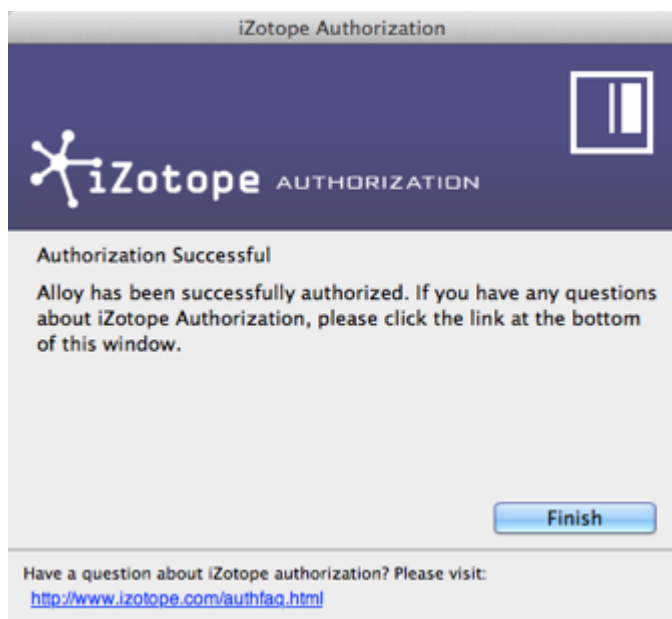 iZotope Authorization
iZotope AUTHORIZATION
Authorization Successful
Alloy has been successfully authorized. If you have any questions
about iZotope Authorization, please click the link at the bottom
of this window.
Finish
Have a question about iZotope authorization? Please visit:
http://www.izotope.com/authfaq.html